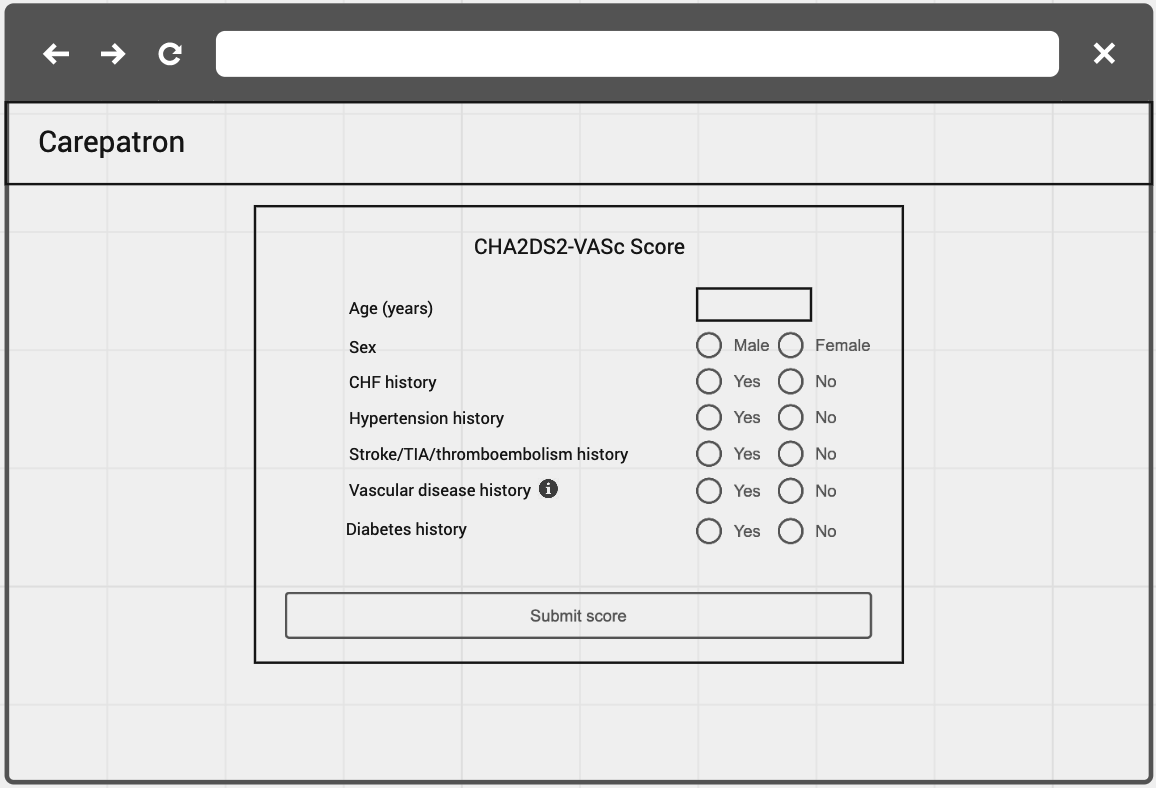 Carepatron
CHA2DS2-VASc Score
Age (years)
Sex Male Female
CHF history Yes No
Hypertension history Yes No
Stroke/TIA/thromboembolism history Yes No
Vascular disease history Yes No
Diabetes history Yes No
Submit score